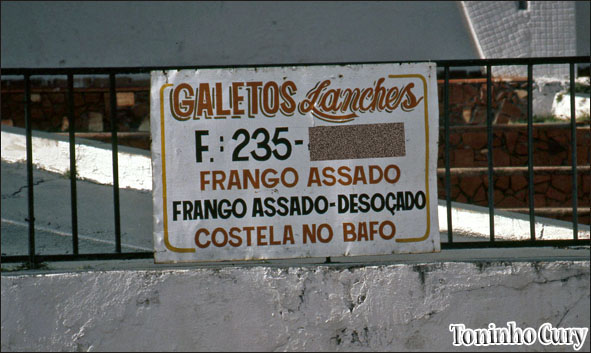 GALETOS Lanches
F.: 235-
FRANGO ASSADO
FRANGO ASSADO-DESOÇADO
COSTELA NO BAFO
Toninho Cury